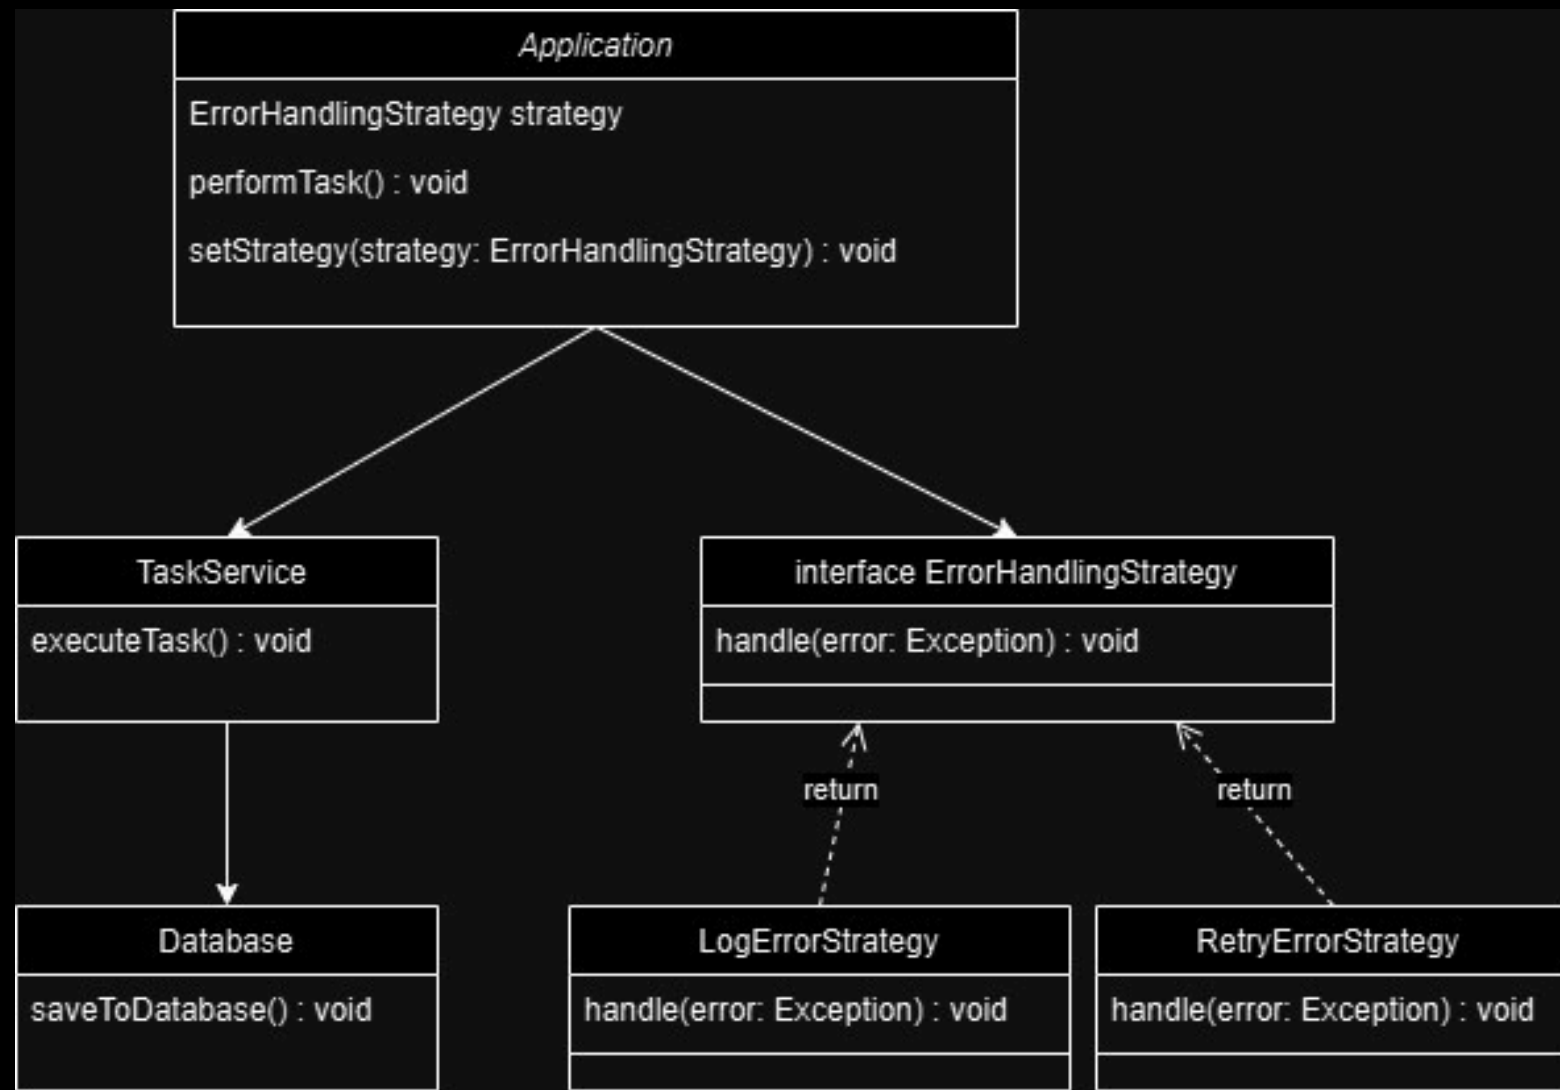 Application
ErrorHandlingStrategy strategy
performTask() : void
setStrategy(strategy: ErrorHandlingStrategy) : void
TaskService
executeTask() : void
interface ErrorHandlingStrategy
handle(error: Exception) : void
return
return
Database
saveToDatabase() : void
LogErrorStrategy
handle(error: Exception) : void
RetryErrorStrategy
handle(error: Exception) : void